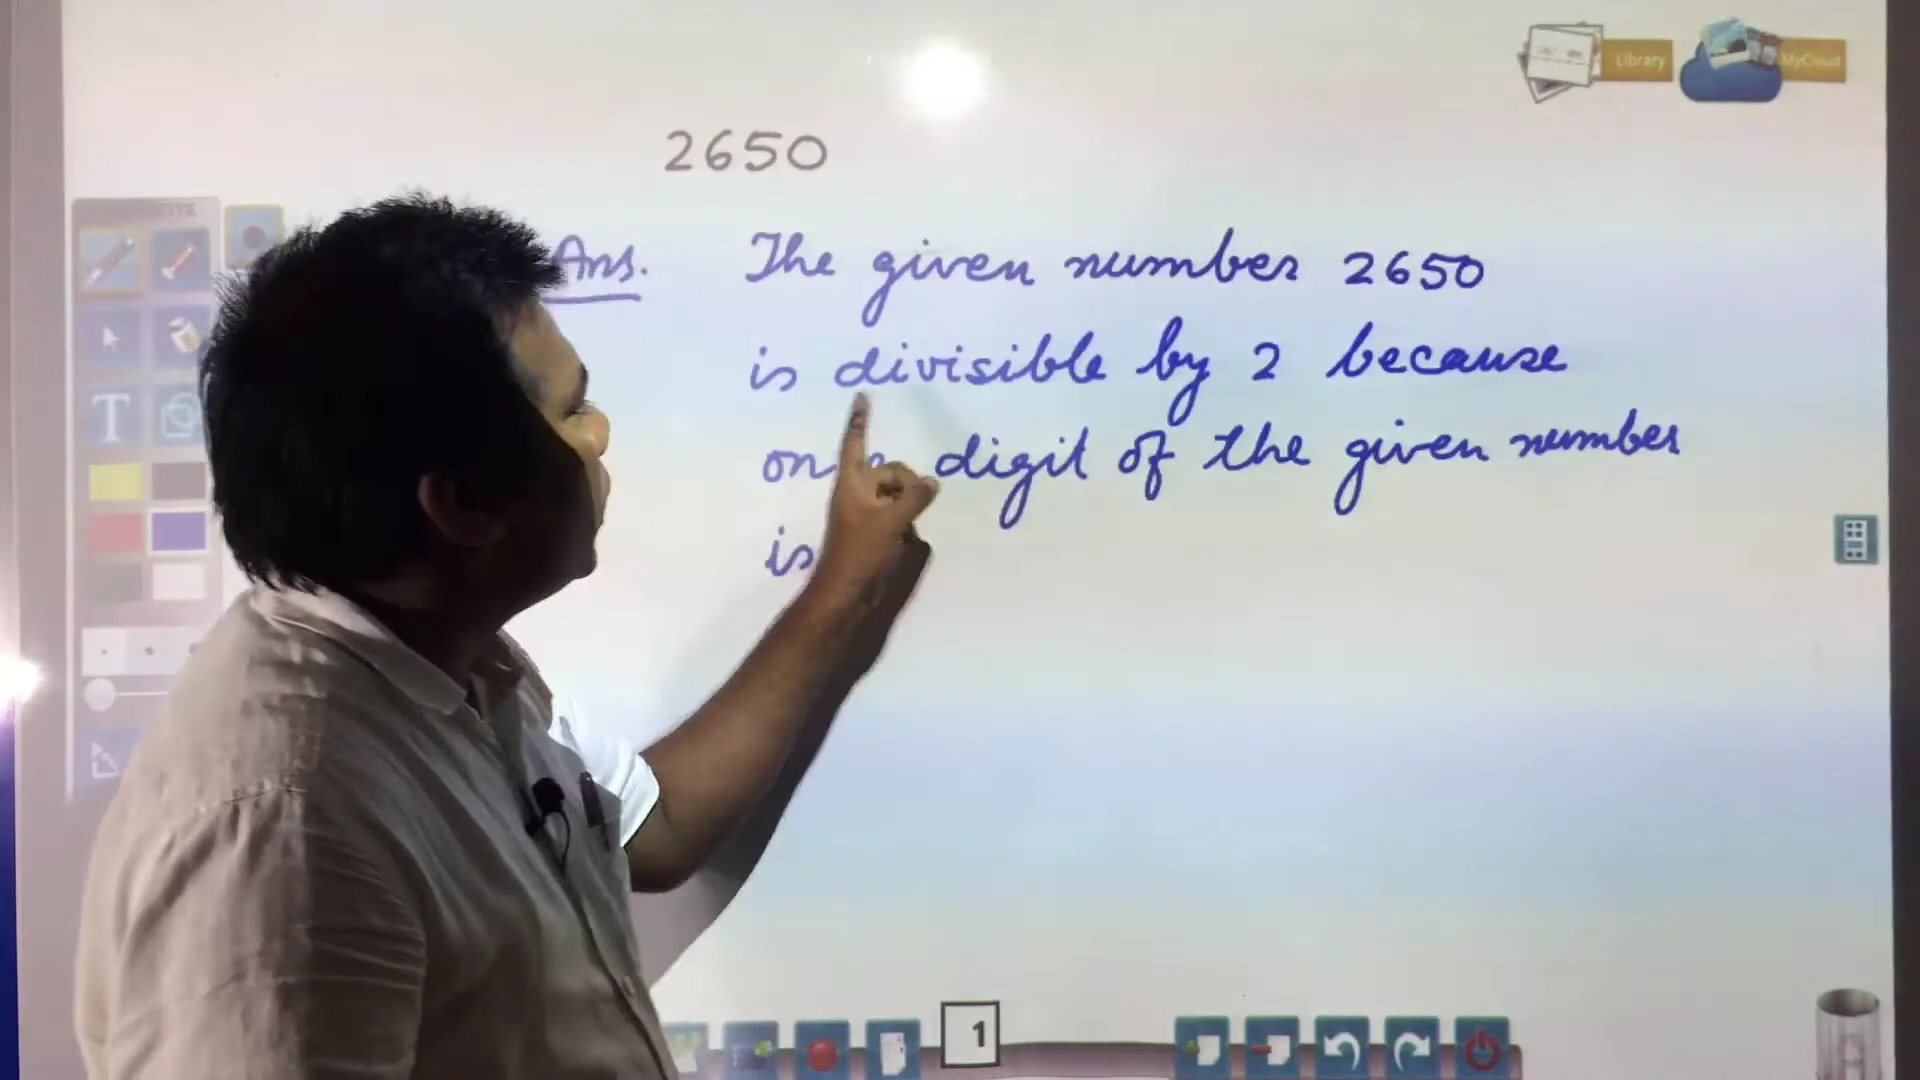 Library
MyCloud
2650
Ans. The given number 2650
is divisible by 2 because
digit of the given number
is
T
1